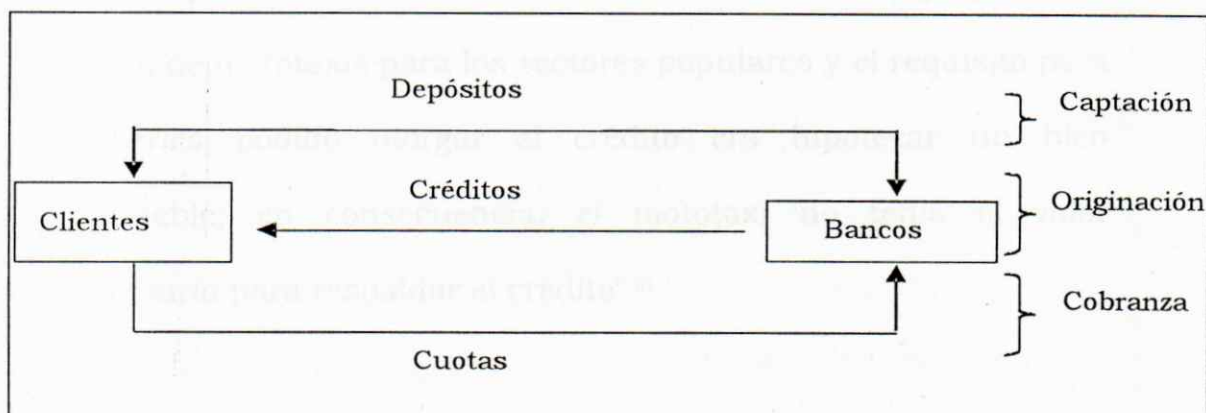 Depósitos
Captación
Créditos
Originación
Clientes
Bancos
Cobranza
Cuotas